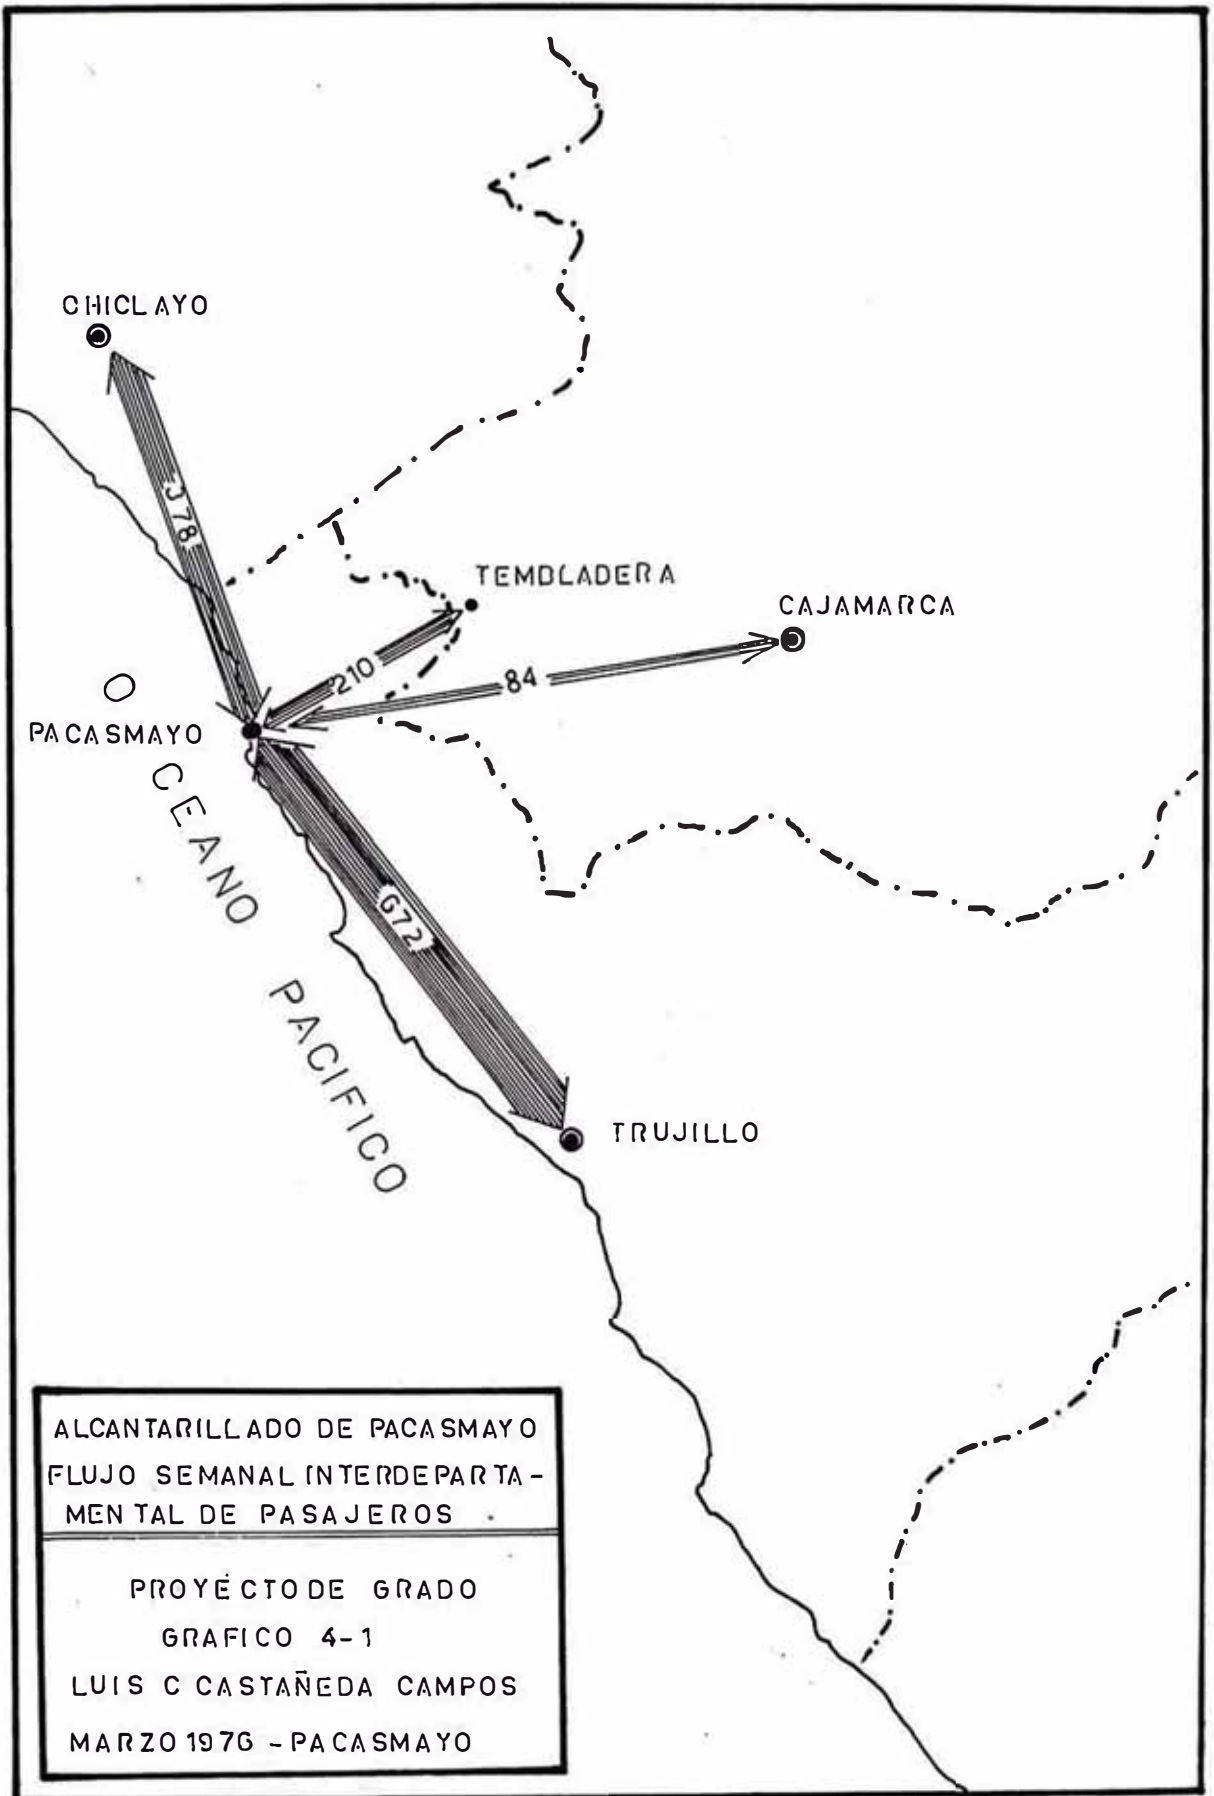 CHICLAYO
378
TEMBLADERA
CAJAMARCA
210
84
PACASMAYO
OCEANO PACIFICO
672
TRUJILLO
ALCANTARILLADO DE PACASMAYO
FLUJO SEMANAL INTERDEPARTA-
MENTAL DE PASAJEROS
PROYECTO DE GRADO
GRAFICO 4-1
LUIS C CASTAÑEDA CAMPOS
MARZO 1976 - PACASMAYO